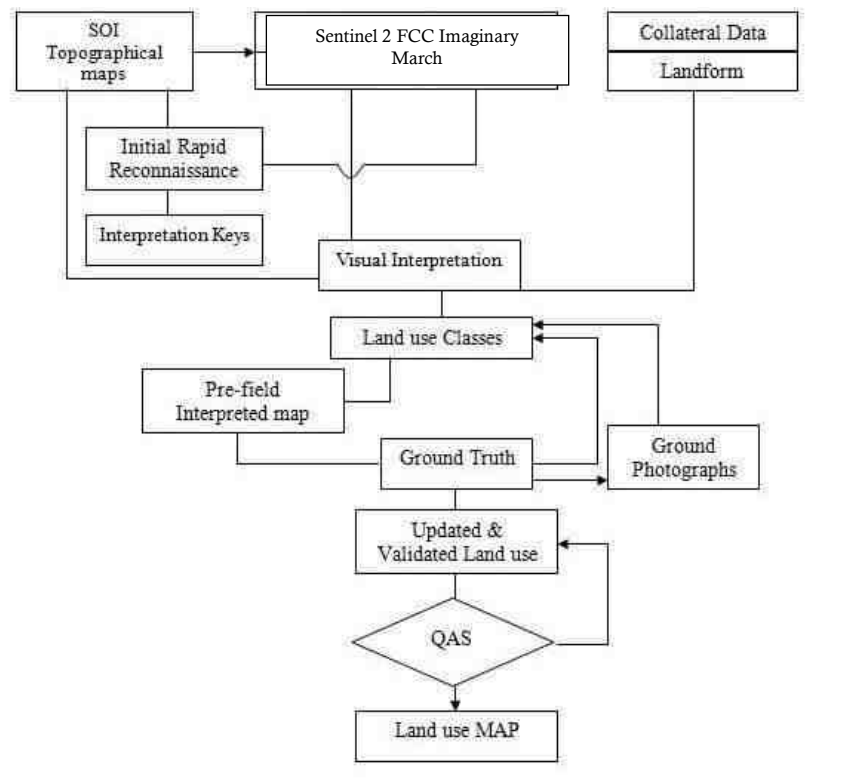 SOI
Topographical
maps
Sentinel 2 FCC Imaginary
March
Collateral Data
Landform
Initial Rapid
Reconnaissance
Interpretation Keys
Visual Interpretation
Land use Classes
Pre-field
Interpreted map
Ground Truth
Ground
Photographs
Updated &
Validated Land use
QAS
Land use MAP